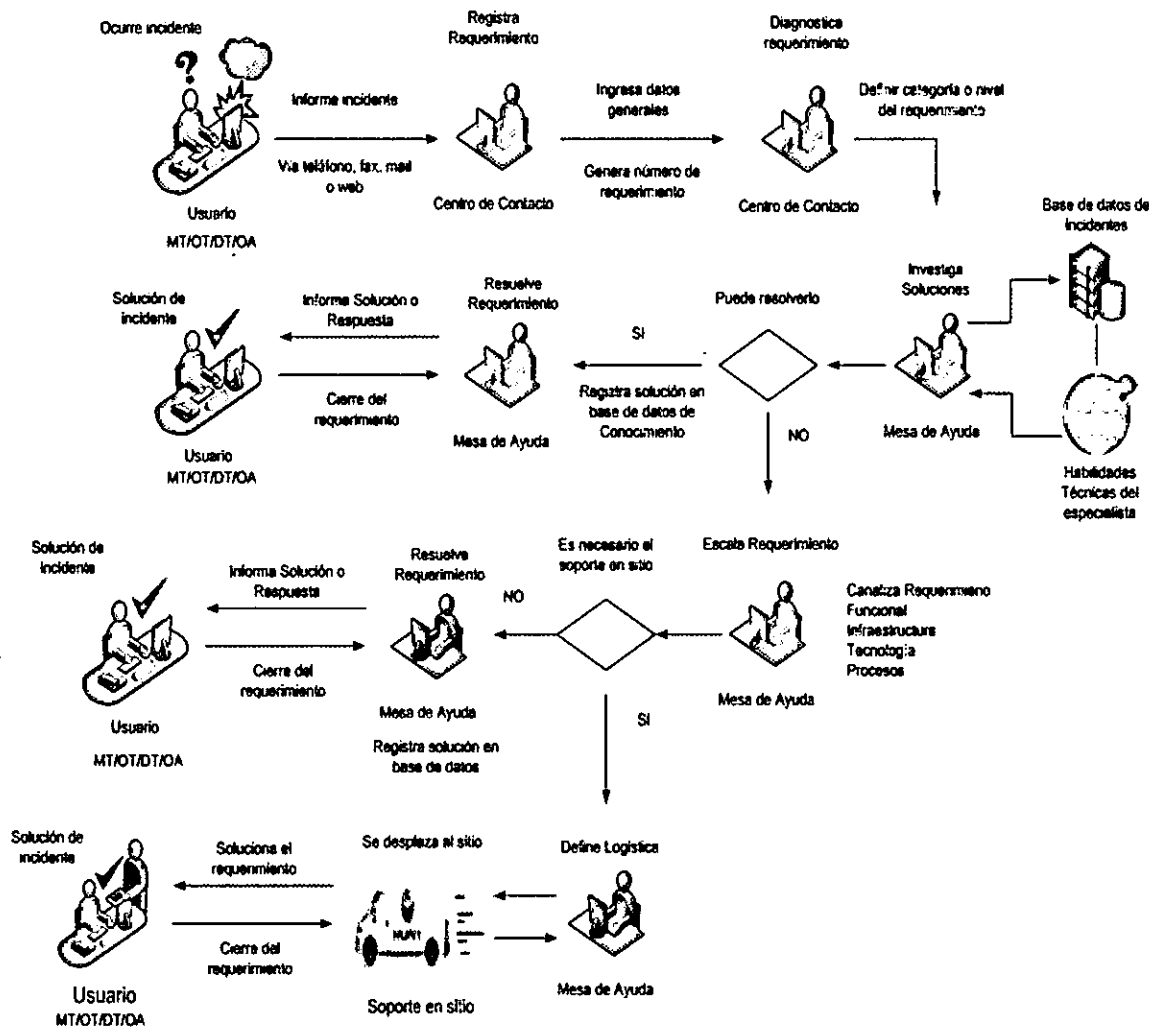 Ocurre incidente
?
Informe incidente
Via teléfono, fax, mail
o web
Usuario
MT/OT/DT/OA
Registra
Requerimiento
Centro de Contacto
Ingresa datos
generales
Genera número de
requerimiento
Diagnostica
requerimiento
Centro de Contacto
Definir categoría o nivel
del requerimiento
Base de datos de
Incidentes
Solución de
incidente
Usuario
MT/OT/DT/OA
Informa Solución o
Respuesta
Cierre del
requerimiento
Resuelve
Requerimiento
Mesa de Ayuda
SI
Registra solución en
base de datos de
Conocimiento
Puede resolverlo
NO
Investiga
Soluciones
Mesa de Ayuda
Habilidades
Técnicas del
especialista
Solución de
Incidente
Usuario
MT/OT/DT/OA
Informa Solución o
Respuesta
Cierre del
requerimiento
Resuelve
Requerimiento
Mesa de Ayuda
Registra solución en
base de datos
NO
Es necesario el
soporte en sitio
SI
Escala Requerimiento
Mesa de Ayuda
Canaliza Requerimieno
Funcional
Infraestructura
Tecnología
Procesos
Solución de
incidente
Usuario
MT/OT/DT/OA
Soluciona el
requerimiento
Cierre del
requerimiento
Se desplaza al sitio
Soporte en sitio
Define Logística
Mesa de Ayuda